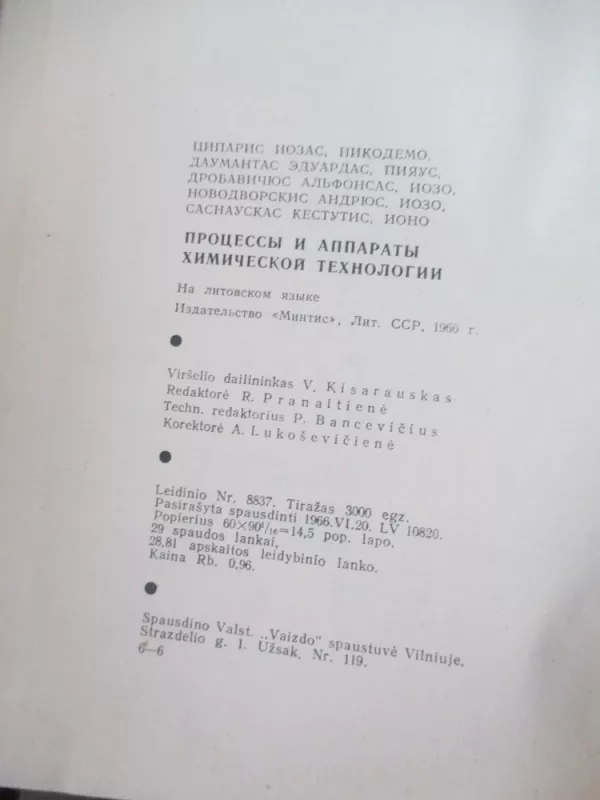 ЦИПАРИС ИОЗАС, НИКОДЕМО,
ДАУМАНТАС ЭДУАРДАС, ПИЯУС,
ДРОБАВИЧЮС АЛЬФОНСАС, ИОЗО,
НОВОДВОРСКИС АНДРЮС, ИОЗО,
САСНАУСКАС КЕСТУТИС, ИОНО
ПРОЦЕССЫ И АППАРАТЫ
ХИМИЧЕСКОЙ ТЕХНОЛОГИИ
На литовском языке
Издательство «Минтис», Лит. ССР, 1966 г.
Viršelio dailininkas V. Kisarauskas
Redaktorė R. Pranaitienė
Techn. redaktorius P. Bancevičius
Korektorė A. Lukoševičienė
Leidinio Nr. 8837. Tiražas 3000 egz.
Pasirašyta spausdinti 1966.VI.20. LV 10820.
Popierius 60×90¹/₁₆=14,5 pop. lapo,
29 spaudos lankai,
28,81 apskaitos leidybinio lanko.
Kaina Rb. 0,96.
Spausdino Valst. „Vaizdo" spaustuvė Vilniuje,
Strazdelio g. 1. Užsak. Nr. 119.
6—6